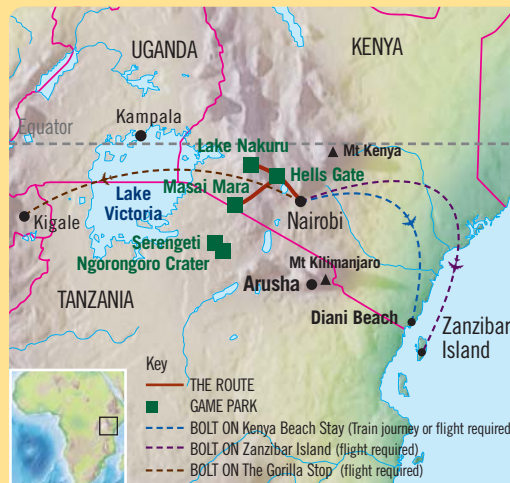 UGANDA
KENYA
Kampala
Equator
Lake Nakuru
Mt Kenya
Hells Gate
Masai Mara
Lake
Victoria
Kigale
Nairobi
Serengeti
Ngorongoro Crater
Mt Kilimanjaro
Arusha
TANZANIA
Diani Beach
Zanzibar
Island
Key
THE ROUTE
GAME PARK
BOLT ON Kenya Beach Stay (Train journey or flight required)
BOLT ON Zanzibar Island (flight required)
BOLT ON The Gorilla Stop (flight required)